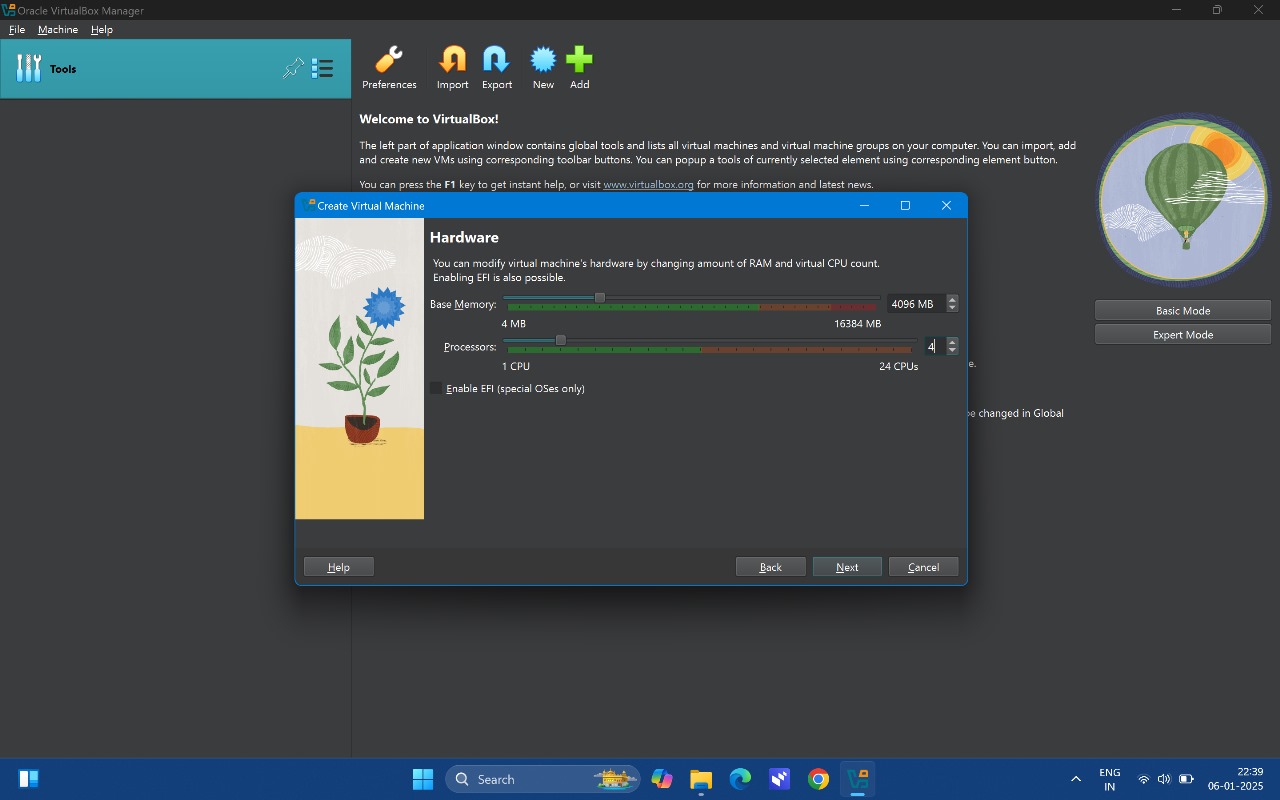 Oracle VirtualBox Manager
File Machine Help
Tools
Preferences Import Export New Add
Welcome to VirtualBox!
The left part of application window contains global tools and lists all virtual machines and virtual machine groups on your computer. You can import, add
and create new VMs using corresponding toolbar buttons. You can popup a tools of currently selected element using corresponding element button.
You can press the F1 key to get instant help, or visit www.virtualbox.org for more information and latest news.
Create Virtual Machine
Hardware
You can modify virtual machine's hardware by changing amount of RAM and virtual CPU count.
Enabling EFI is also possible.
Base Memory: 4096 MB
4 MB 16384 MB
Processors: 4
1 CPU 24 CPUs
Enable EFI (special OSes only)
Help Back Next Cancel
Basic Mode
Expert Mode
e.
be changed in Global
Search
ENG
IN
22:39
06-01-2025